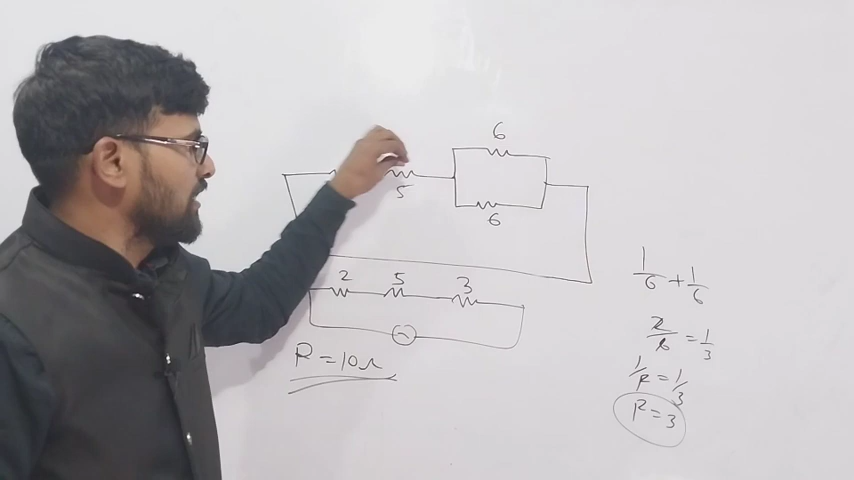 6
5
6
2 5 3
R = 10Ω
1/6 + 1/6
2/6 = 1/3
1/R = 1/3
R = 3